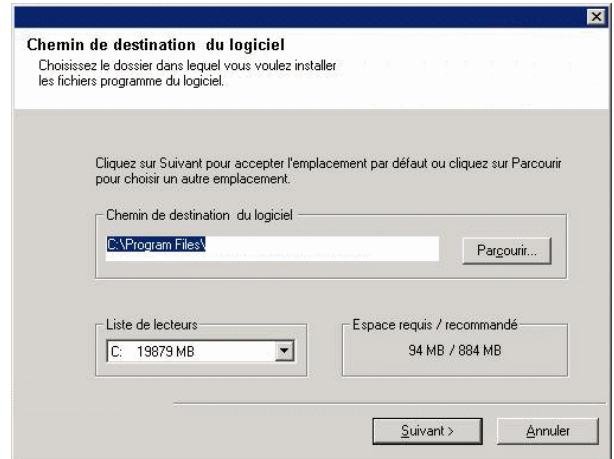 Chemin de destination  du logiciel
Choisissez le dossier dans lequel vous voulez installer
les fichiers programme du logiciel.
Cliquez sur Suivant pour accepter l'emplacement par défaut ou cliquez sur Parcourir
pour choisir un autre emplacement.
Chemin de destination  du logiciel
C:\Program Files\
Parcourir...
Liste de lecteurs
C:   19879 MB
Espace requis / recommandé
94 MB / 884 MB
Suivant >
Annuler